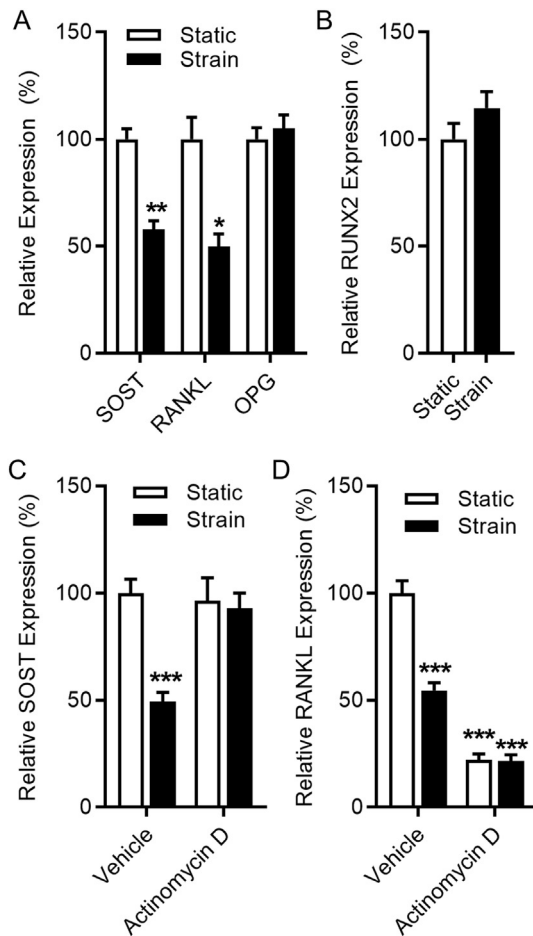 A
Static
Strain
Relative Expression (%)
150
100
50
0
**
*
SOST
RANKL
OPG
B
Relative RUNX2 Expression (%)
150
100
50
0
Static
Strain
C
Static
Strain
Relative SOST Expression (%)
150
100
50
0
***
Vehicle
Actinomycin D
D
Static
Strain
Relative RANKL Expression (%)
150
100
50
0
***
*** ***
Vehicle
Actinomycin D